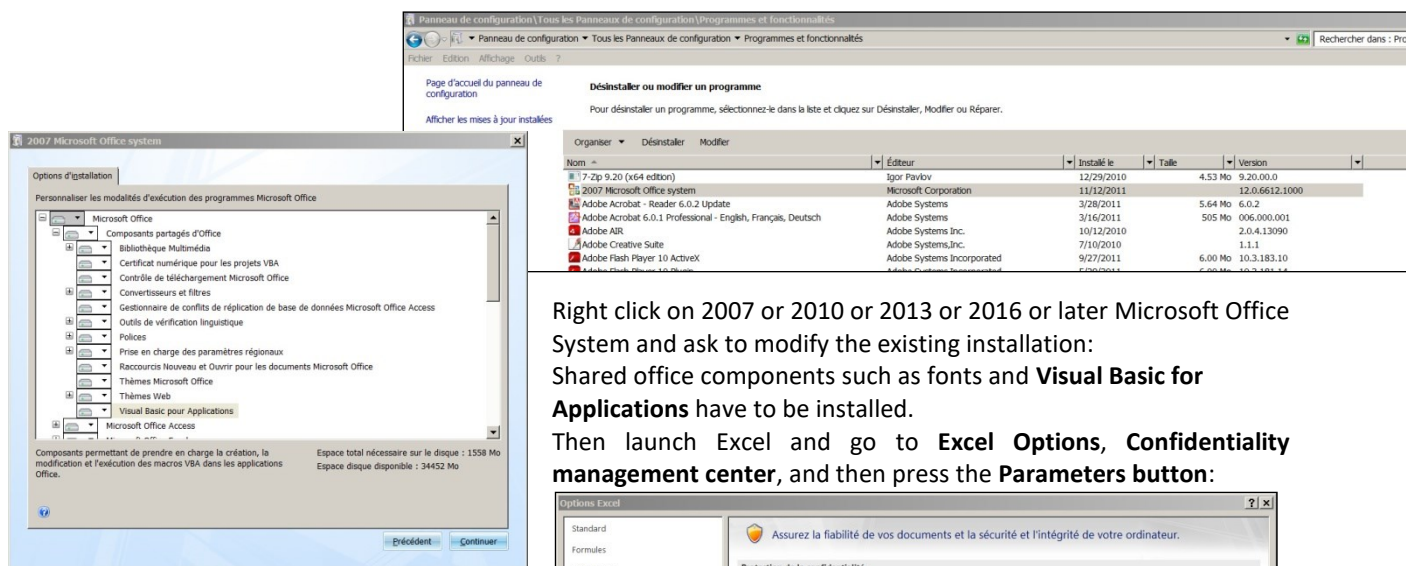 Panneau de configuration\Tous les Panneaux de configuration\Programmes et fonctionnalités
Panneau de configuration ▾ Tous les Panneaux de configuration ▾ Programmes et fonctionnalités
Rechercher dans : Pro
Fichier Edition Affichage Outils ?
Page d'accueil du panneau de
configuration
Afficher les mises à jour installées
Désinstaller ou modifier un programme
Pour désinstaller un programme, sélectionnez-le dans la liste et cliquez sur Désinstaller, Modifier ou Réparer.
Organiser ▾ Désinstaller Modifier
Nom Éditeur Installé le Taille Version
7-Zip 9.20 (x64 edition) Igor Pavlov 12/29/2010 4.53 Mo 9.20.00.0
2007 Microsoft Office system Microsoft Corporation 11/12/2011 12.0.6612.1000
Adobe Acrobat - Reader 6.0.2 Update Adobe Systems 3/28/2011 5.64 Mo 6.0.2
Adobe Acrobat 6.0.1 Professional - English, Français, Deutsch Adobe Systems 3/16/2011 505 Mo 006.000.001
Adobe AIR Adobe Systems Inc. 10/12/2010 2.0.4.13090
Adobe Creative Suite Adobe Systems,Inc. 7/10/2010 1.1.1
Adobe Flash Player 10 ActiveX Adobe Systems Incorporated 9/27/2011 6.00 Mo 10.3.183.10
Adobe Flash Player 10 Plugin Adobe Systems Incorporated 6.00 Mo 10.3.181.14
2007 Microsoft Office system
Options d'installation
Personnaliser les modalités d'exécution des programmes Microsoft Office
Microsoft Office
Composants partagés d'Office
Bibliothèque Multimédia
Certificat numérique pour les projets VBA
Contrôle de téléchargement Microsoft Office
Convertisseurs et filtres
Gestionnaire de conflits de réplication de base de données Microsoft Office Access
Outils de vérification linguistique
Polices
Prise en charge des paramètres régionaux
Raccourcis Nouveau et Ouvrir pour les documents Microsoft Office
Thèmes Microsoft Office
Thèmes Web
Visual Basic pour Applications
Microsoft Office Access
Composants permettant de prendre en charge la création, la
modification et l'exécution des macros VBA dans les applications
Office.
Espace total nécessaire sur le disque : 1558 Mo
Espace disque disponible : 34452 Mo
Précédent Continuer
Right click on 2007 or 2010 or 2013 or 2016 or later Microsoft Office
System and ask to modify the existing installation:
Shared office components such as fonts and Visual Basic for
Applications have to be installed.
Then launch Excel and go to Excel Options, Confidentiality
management center, and then press the Parameters button:
Options Excel
Standard
Formules
Assurez la fiabilité de vos documents et la sécurité et l'intégrité de votre ordinateur.